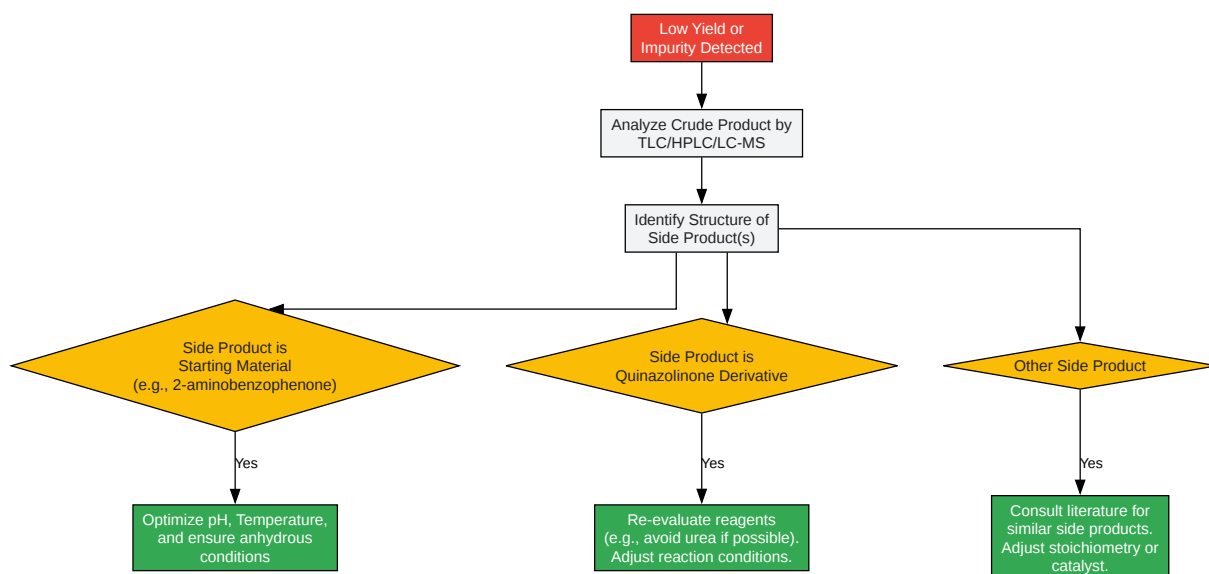 Low Yield or
Impurity Detected
Analyze Crude Product by
TLC/HPLC/LC-MS
Identify Structure of
Side Product(s)
Side Product is
Starting Material
(e.g., 2-aminobenzophenone)
Side Product is
Quinazolinone Derivative
Other Side Product
Yes
Yes
Yes
Optimize pH, Temperature,
and ensure anhydrous
conditions
Re-evaluate reagents
(e.g., avoid urea if possible).
Adjust reaction conditions.
Consult literature for
similar side products.
Adjust stoichiometry or
catalyst.